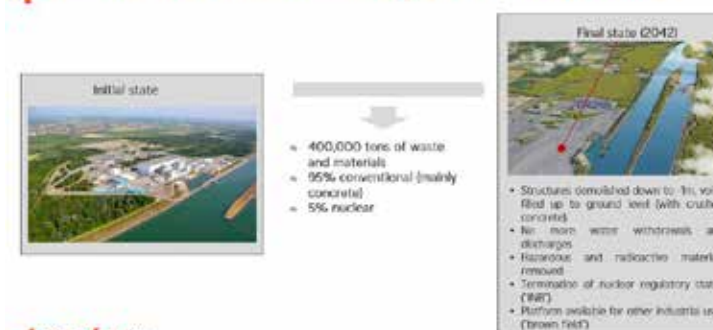 Initial state
400,000 tons of waste
and materials
95% conventional (mainly
concrete)
5% nuclear
Final state (2042)
• Structures demolished down to -1m,
filled up to ground level (with
concrete)
• No more water withdrawals
discharges
• Hazardous and radioactive
removed
• Termination of nuclear regulatory
("INB")
• Platform available for other industrial
("brown field")